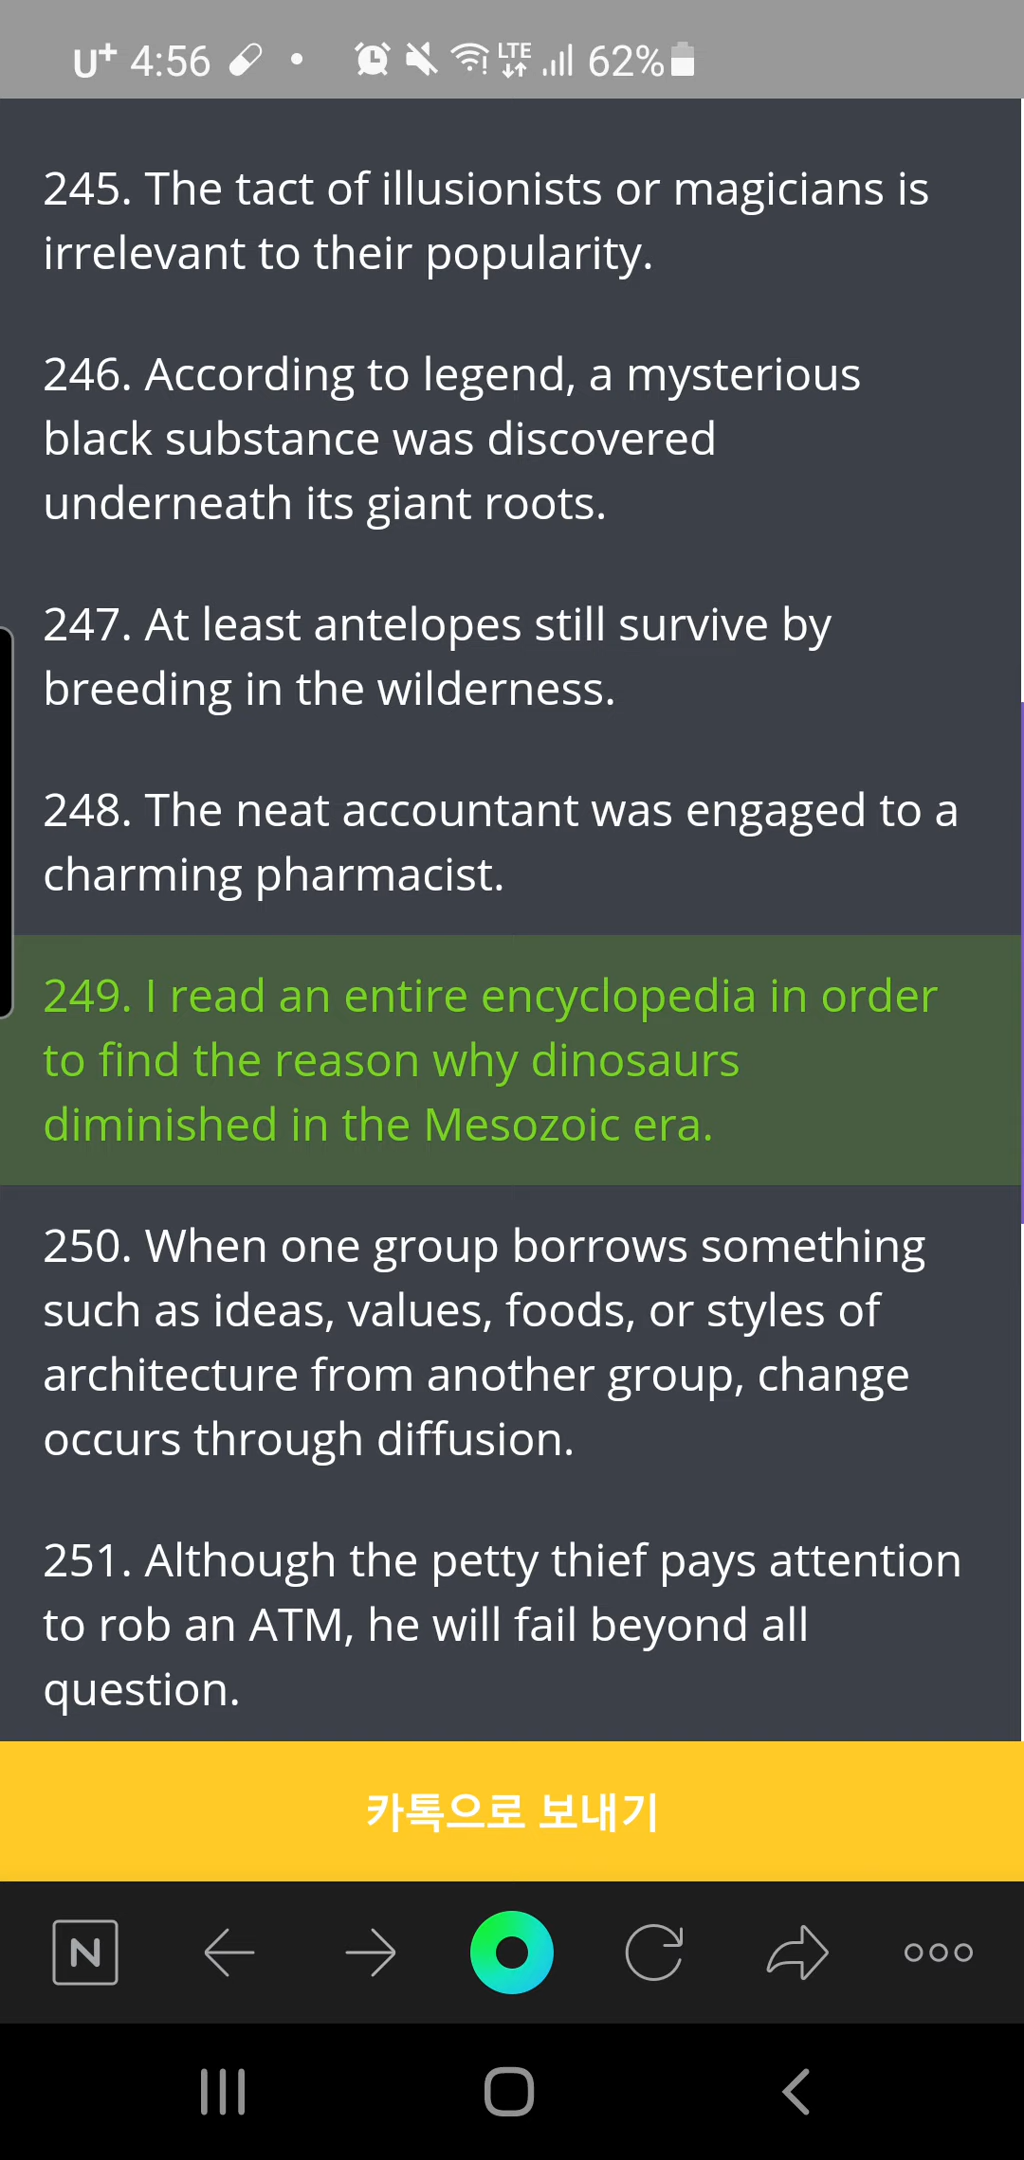 U+ 4:56 LTE 62%
245. The tact of illusionists or magicians is
irrelevant to their popularity.
246. According to legend, a mysterious
black substance was discovered
underneath its giant roots.
247. At least antelopes still survive by
breeding in the wilderness.
248. The neat accountant was engaged to a
charming pharmacist.
249. I read an entire encyclopedia in order
to find the reason why dinosaurs
diminished in the Mesozoic era.
250. When one group borrows something
such as ideas, values, foods, or styles of
architecture from another group, change
occurs through diffusion.
251. Although the petty thief pays attention
to rob an ATM, he will fail beyond all
question.
카톡으로 보내기
N